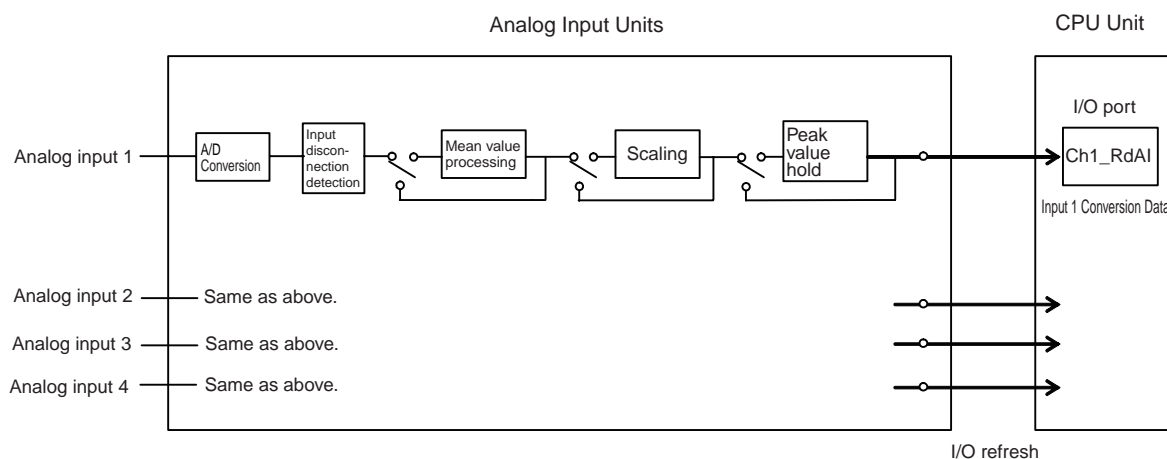 Analog Input Units
CPU Unit
I/O port
Analog input 1
A/D
Conversion
Input
discon-
nection
detection
Mean value
processing
Scaling
Peak
value
hold
Ch1_RdAI
Input 1 Conversion Data
Analog input 2
Same as above.
Analog input 3
Same as above.
Analog input 4
Same as above.
I/O refresh